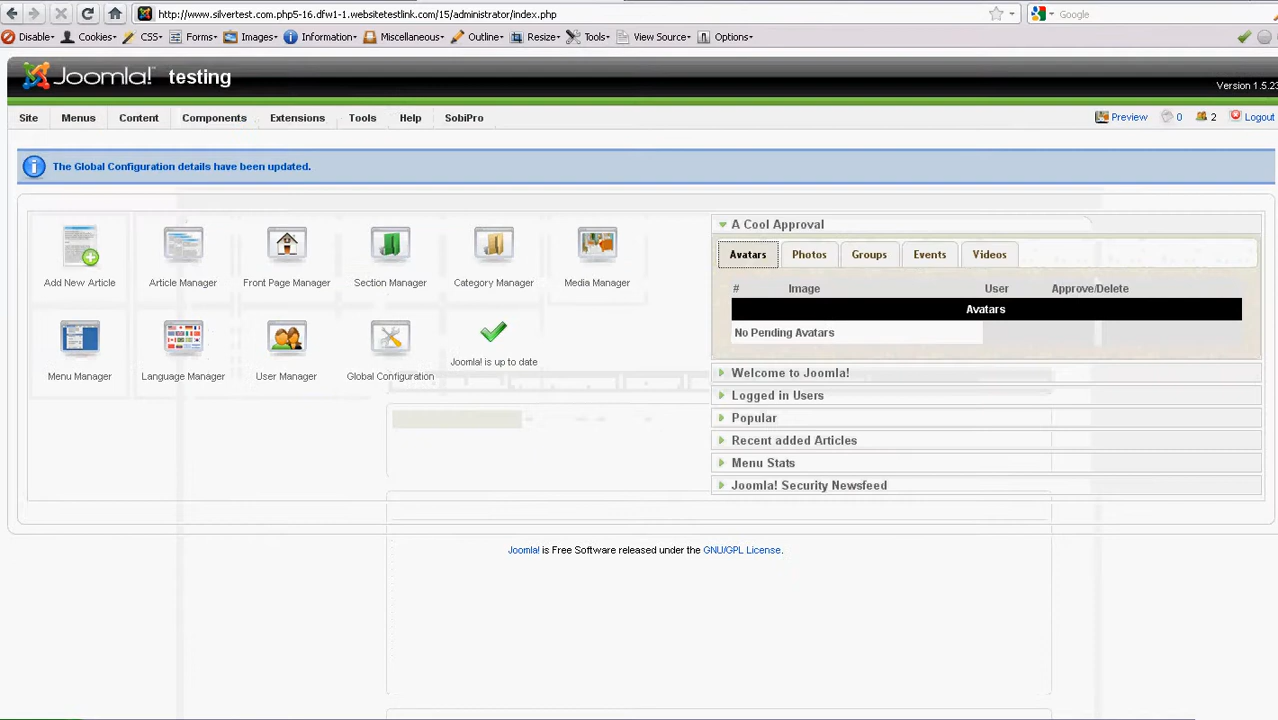 http://www.silvertest.com.php5-16.dfw1-1.websitetestlink.com/15/administrator/index.php
Google
Disable Cookies CSS Forms Images Information Miscellaneous Outline Resize Tools View Source Options
Joomla! testing
Version 1.5.23
Site Menus Content Components Extensions Tools Help SobiPro
Preview 0 2 Logout
The Global Configuration details have been updated.
Add New Article
Article Manager
Front Page Manager
Section Manager
Category Manager
Media Manager
Menu Manager
Language Manager
User Manager
Global Configuration
Joomla! is up to date
A Cool Approval
Avatars Photos Groups Events Videos
# Image User Approve/Delete
Avatars
No Pending Avatars
Welcome to Joomla!
Logged in Users
Popular
Recent added Articles
Menu Stats
Joomla! Security Newsfeed
Joomla! is Free Software released under the GNU/GPL License.